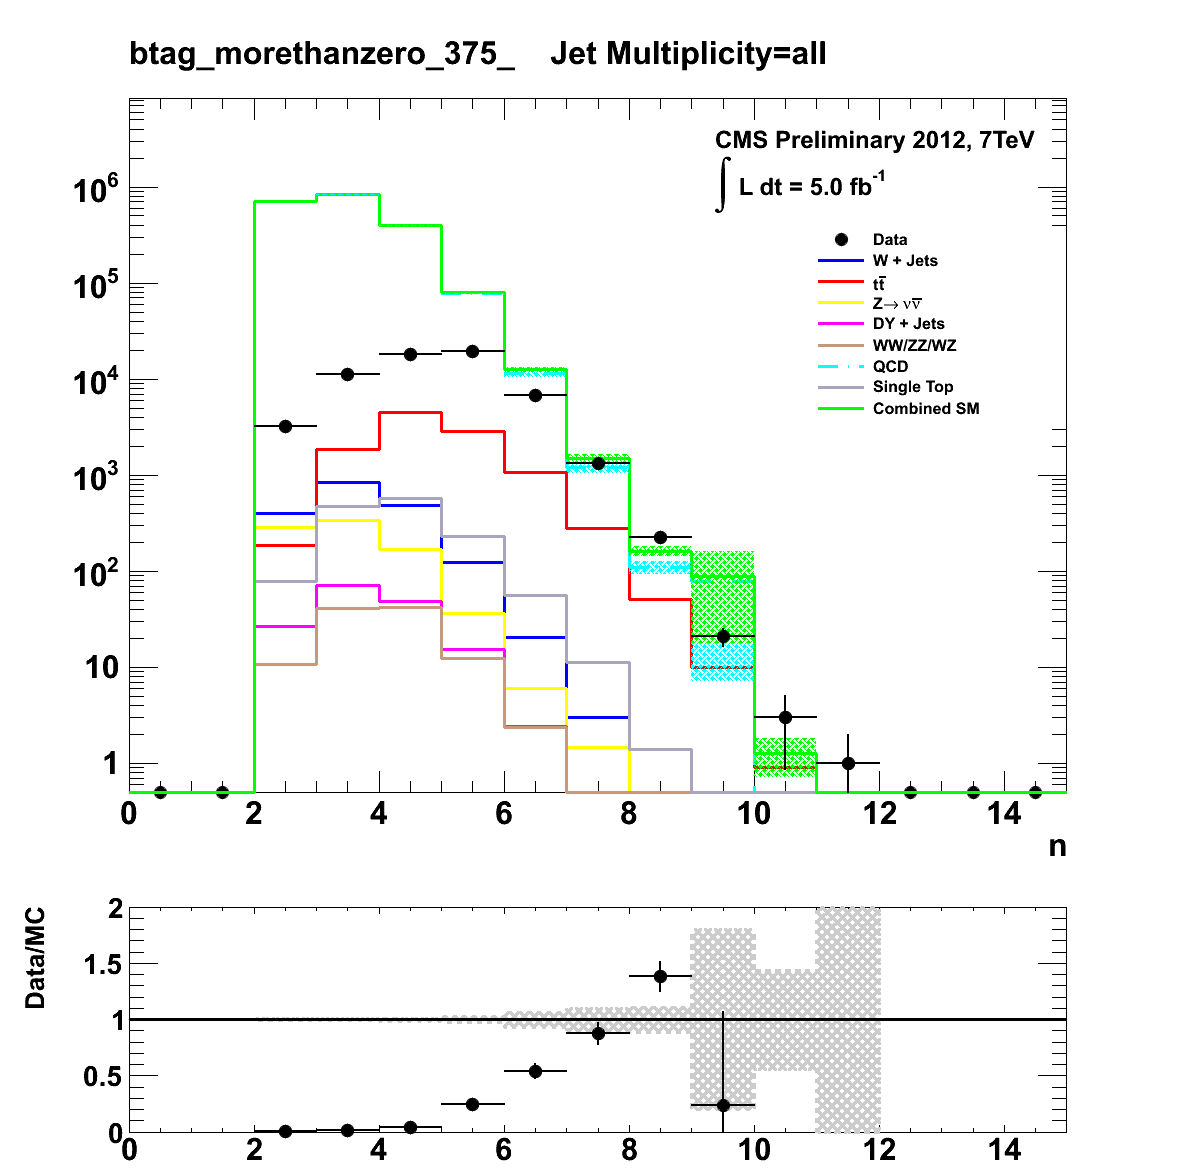 btag_morethanzero_375_ Jet Multiplicity=all
CMS Preliminary 2012, 7TeV
∫ L dt = 5.0 fb⁻¹
Data
W + Jets
tt̅
Z→ νν̅
DY + Jets
WW/ZZ/WZ
QCD
Single Top
Combined SM
10⁶
10⁵
10⁴
10³
10²
10
1
0 2 4 6 8 10 12 14
n
Data/MC
2
1.5
1
0.5
0
0 2 4 6 8 10 12 14